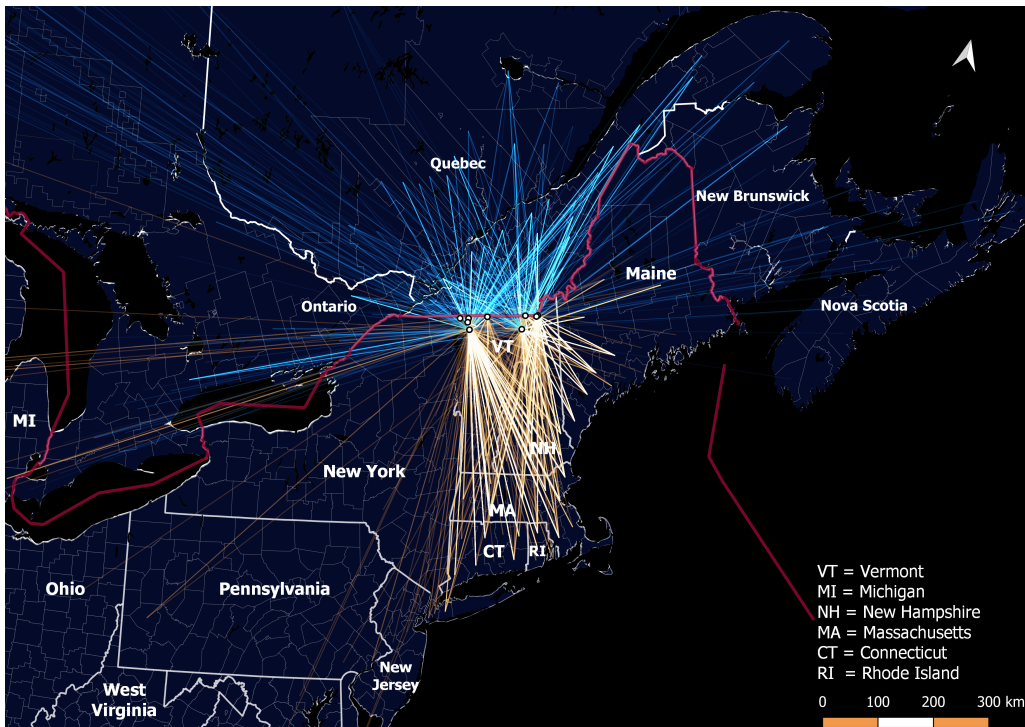 Quebec
New Brunswick
Maine
Ontario
Nova Scotia
VT
MI
NH
New York
MA
CT
RI
Ohio
Pennsylvania
New
Jersey
West
Virginia
VT = Vermont
MI = Michigan
NH = New Hampshire
MA = Massachusetts
CT = Connecticut
RI = Rhode Island
0 100 200 300 km